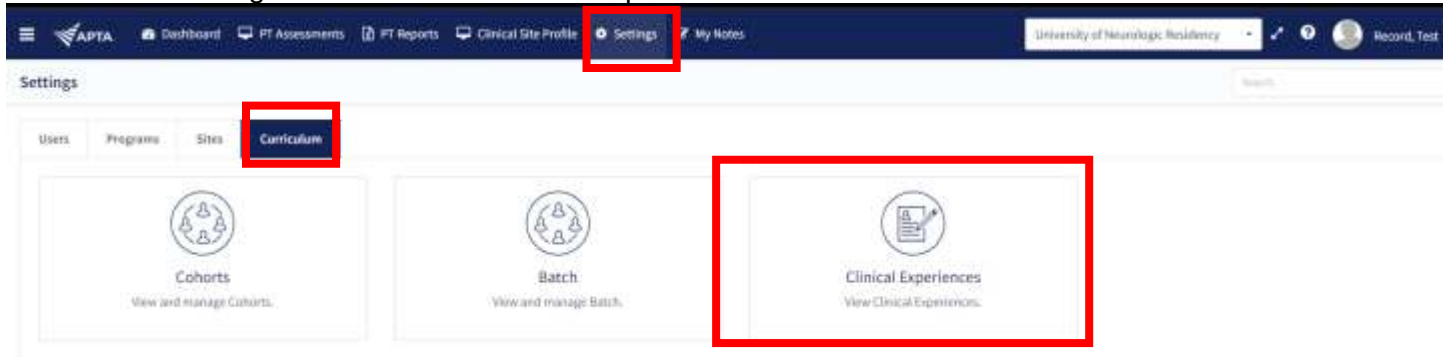 APTA Dashboard PT Assessments PT Reports Clinical Site Profile Settings My Notes University of Neurologic Residency Record, Test
Settings Search
Users Programs Sites Curriculum
Cohorts Batch Clinical Experiences
View and manage Cohorts. View and manage Batch. View Clinical Experiences.